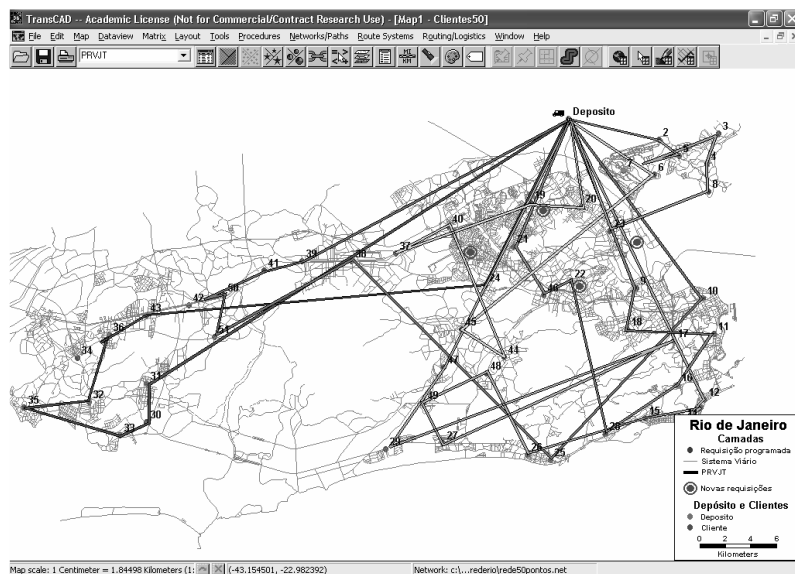 TransCAD -- Academic License (Not for Commercial/Contract Research Use) - [Map1 - Clientes50]
File Edit Map Dataview Matrix Layout Tools Procedures Networks/Paths Route Systems Routing/Logistics Window Help
PRVJT
Deposito
2
3
5
4
7
6
8
19
20
40
23
21
37
38
39
41
24
22
9
46
10
42
50
43
18
45
17
11
51
36
34
44
47
48
16
31
49
12
35
32
15
30
33
27
29
28
26
25
Rio de Janeiro
Camadas
Requisição programada
Sistema Viário
PRVJT
Novas requisições
Depósito e Clientes
Deposito
Cliente
0 2 4 6
Kilometers
Map scale: 1 Centimeter = 1.84498 Kilometers (1:
(-43.154501, -22.982392)
Network: c:\...rederio\rede50pontos.net